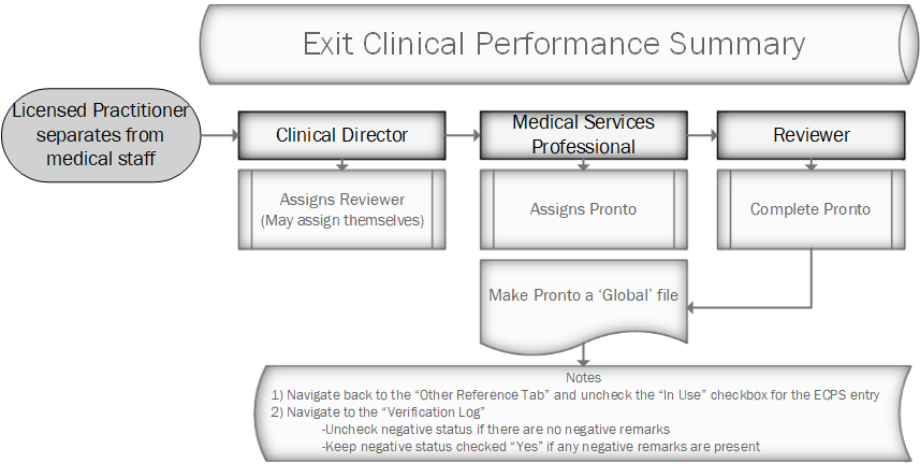 Exit Clinical Performance Summary
Licensed Practitioner
separates from
medical staff
Clinical Director
Medical Services
Professional
Reviewer
Assigns Reviewer
(May assign themselves)
Assigns Pronto
Complete Pronto
Make Pronto a ‘Global’ file
Notes
1) Navigate back to the “Other Reference Tab” and uncheck the “In Use” checkbox for the ECPS entry
2) Navigate to the “Verification Log”
-Uncheck negative status if there are no negative remarks
-Keep negative status checked “Yes” if any negative remarks are present